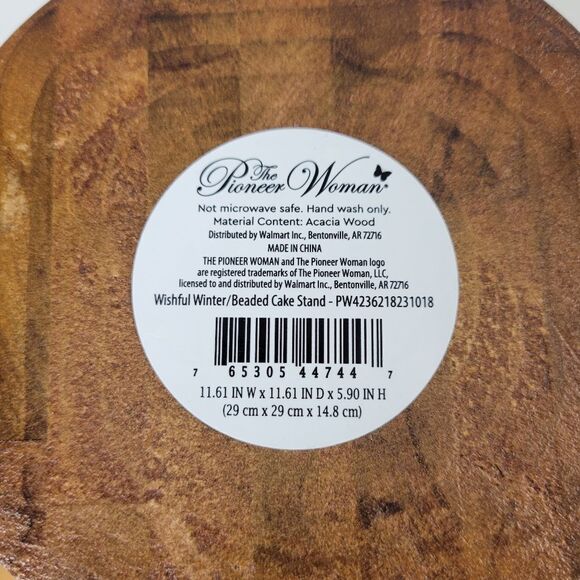 The
Pioneer Woman®
Not microwave safe. Hand wash only.
Material Content: Acacia Wood
Distributed by Walmart Inc., Bentonville, AR 72716
MADE IN CHINA
THE PIONEER WOMAN and The Pioneer Woman logo
are registered trademarks of The Pioneer Woman, LLC,
licensed to and distributed by Walmart Inc., Bentonville, AR 72716
Wishful Winter/Beaded Cake Stand - PW4236218231018
7 65305 44744 7
11.61 IN W x 11.61 IN D x 5.90 IN H
(29 cm x 29 cm x 14.8 cm)